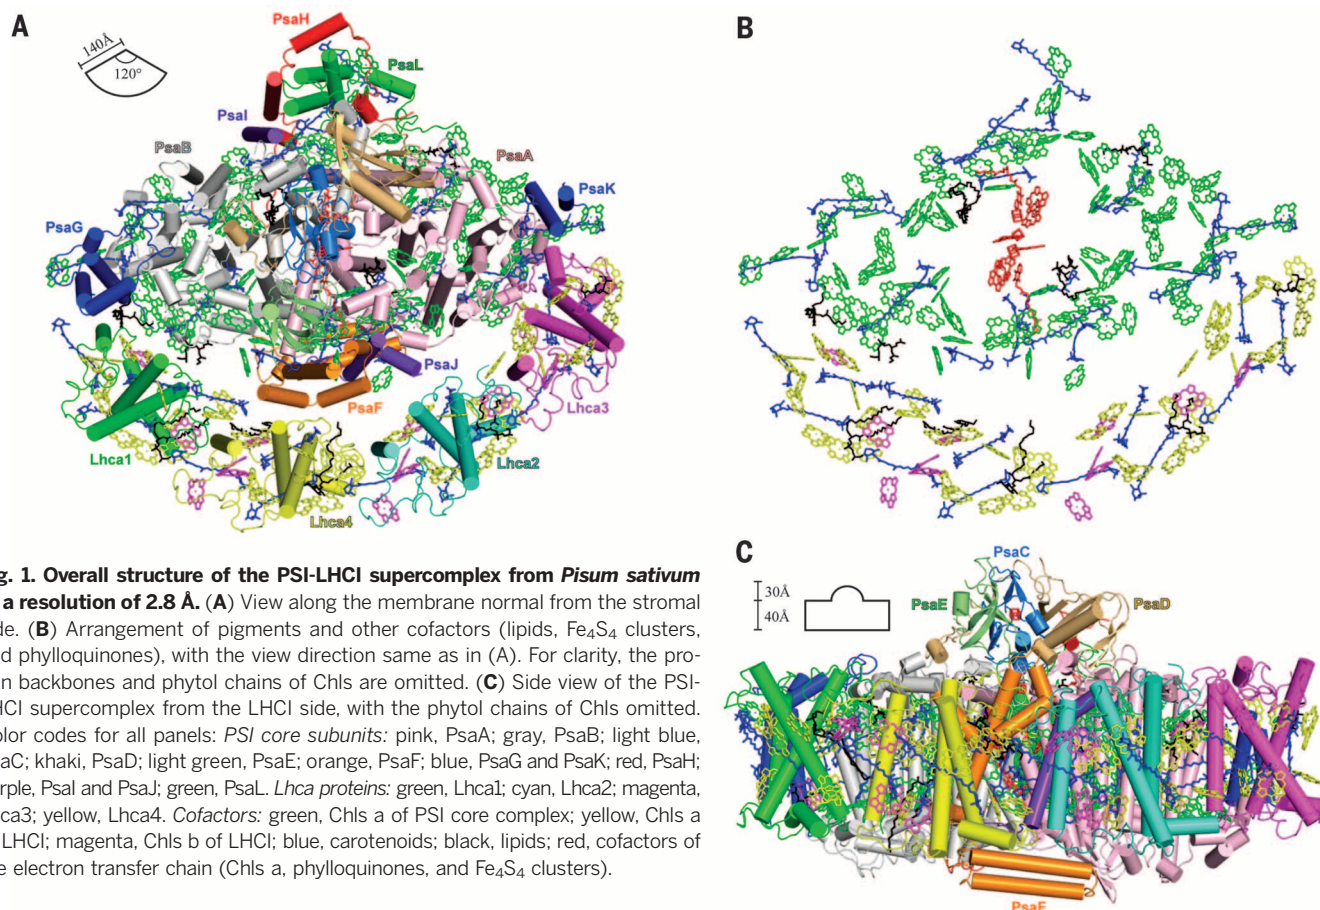 A
PsaH
140Å
120°
PsaL
PsaI
PsaB
PsaA
PsaK
PsaG
PsaJ
PsaF
Lhca3
Lhca1
Lhca2
Lhca4
B
C
PsaC
30Å
40Å
PsaE
PsaD
PsaF
g. 1. Overall structure of the PSI-LHCI supercomplex from Pisum sativum
a resolution of 2.8 Å. (A) View along the membrane normal from the stromal
de. (B) Arrangement of pigments and other cofactors (lipids, Fe₄S₄ clusters,
d phylloquinones), with the view direction same as in (A). For clarity, the pro-
n backbones and phytol chains of Chls are omitted. (C) Side view of the PSI-
HCI supercomplex from the LHCI side, with the phytol chains of Chls omitted.
olor codes for all panels: PSI core subunits: pink, PsaA; gray, PsaB; light blue,
aC; khaki, PsaD; light green, PsaE; orange, PsaF; blue, PsaG and PsaK; red, PsaH;
rple, PsaI and PsaJ; green, PsaL. Lhca proteins: green, Lhca1; cyan, Lhca2; magenta,
ca3; yellow, Lhca4. Cofactors: green, Chls a of PSI core complex; yellow, Chls a
LHCI; magenta, Chls b of LHCI; blue, carotenoids; black, lipids; red, cofactors of
e electron transfer chain (Chls a, phylloquinones, and Fe₄S₄ clusters).